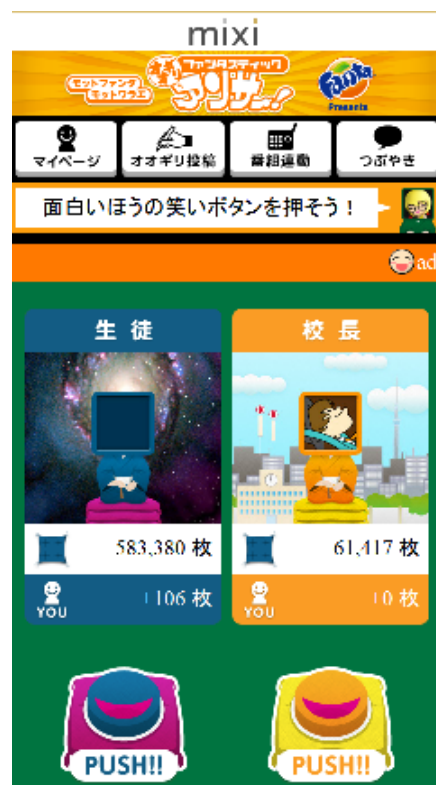 mixi
ファンタスティック
アンサー!
モットファンタ
モットワラエ
Fanta
Presents
マイページ
オオギリ投稿
番組連動
つぶやき
面白いほうの笑いボタンを押そう!
ad
生徒
校長
583,380 枚
61,417 枚
YOU
106 枚
YOU
0 枚
PUSH!!
PUSH!!